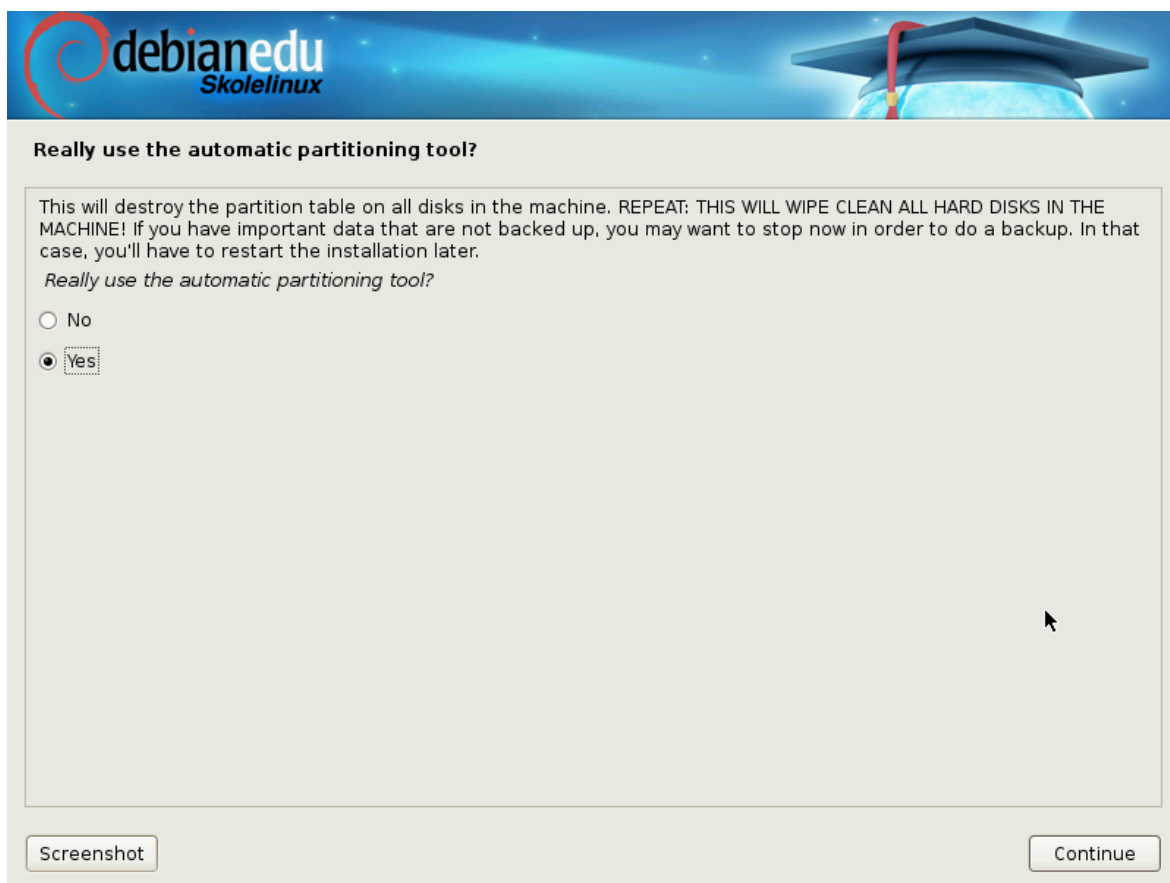 debianedu
Skolelinux
Really use the automatic partitioning tool?
This will destroy the partition table on all disks in the machine. REPEAT: THIS WILL WIPE CLEAN ALL HARD DISKS IN THE
MACHINE! If you have important data that are not backed up, you may want to stop now in order to do a backup. In that
case, you'll have to restart the installation later.
Really use the automatic partitioning tool?
No
Yes
Screenshot
Continue